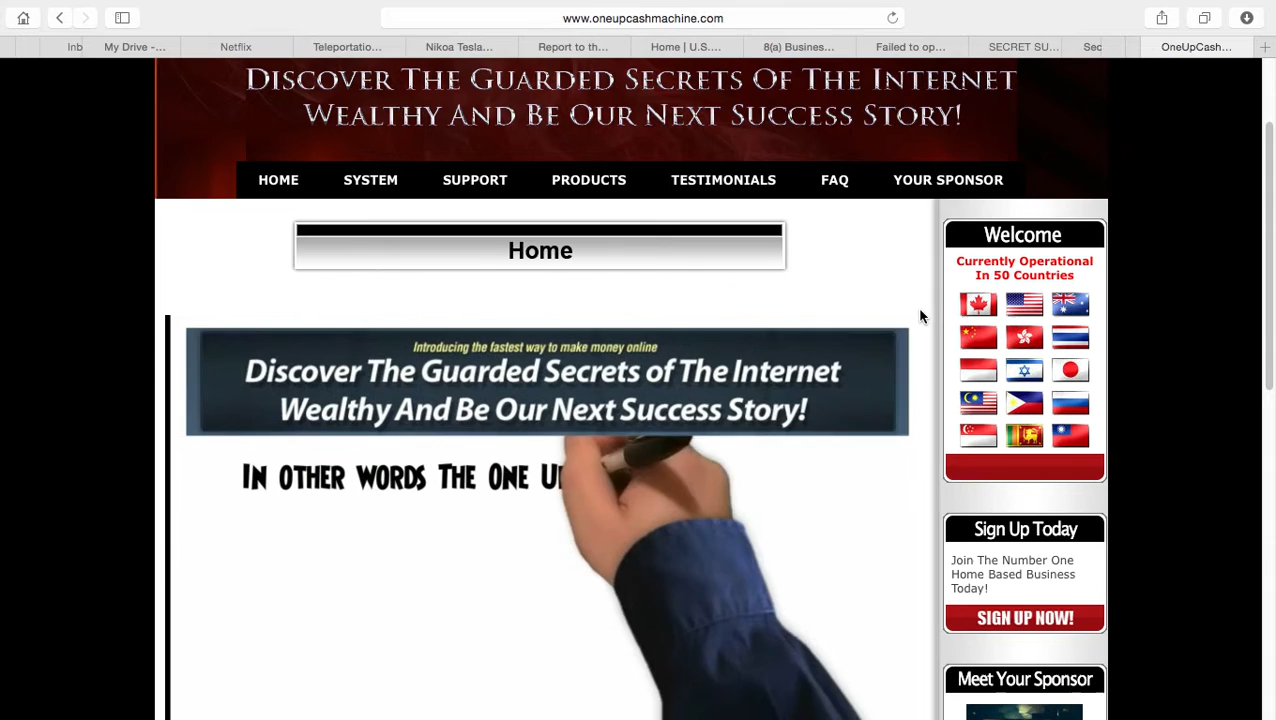 www.oneupcashmachine.com
Inb
My Drive -...
Netflix
Teleportatio...
Nikoa Tesla...
Report to th...
Home | U.S....
8(a) Busines...
Failed to op...
SECRET SU...
Sec
OneUpCash...
Discover The Guarded Secrets Of The Internet
Wealthy And Be Our Next Success Story!
HOME
SYSTEM
SUPPORT
PRODUCTS
TESTIMONIALS
FAQ
YOUR SPONSOR
Home
Introducing the fastest way to make money online
Discover The Guarded Secrets of The Internet
Wealthy And Be Our Next Success Story!
In other words The One U
Welcome
Currently Operational
In 50 Countries
Sign Up Today
Join The Number One
Home Based Business
Today!
SIGN UP NOW!
Meet Your Sponsor